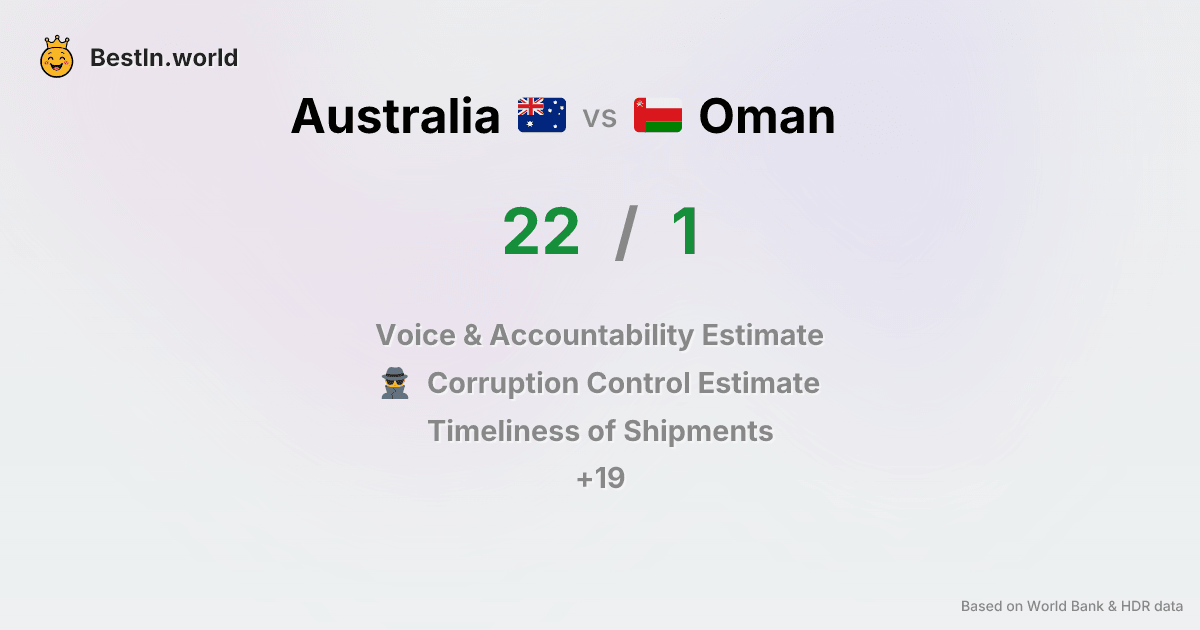 BestIn.world
Australia vs Oman
22 / 1
Voice & Accountability Estimate
Corruption Control Estimate
Timeliness of Shipments
+19
Based on World Bank & HDR data